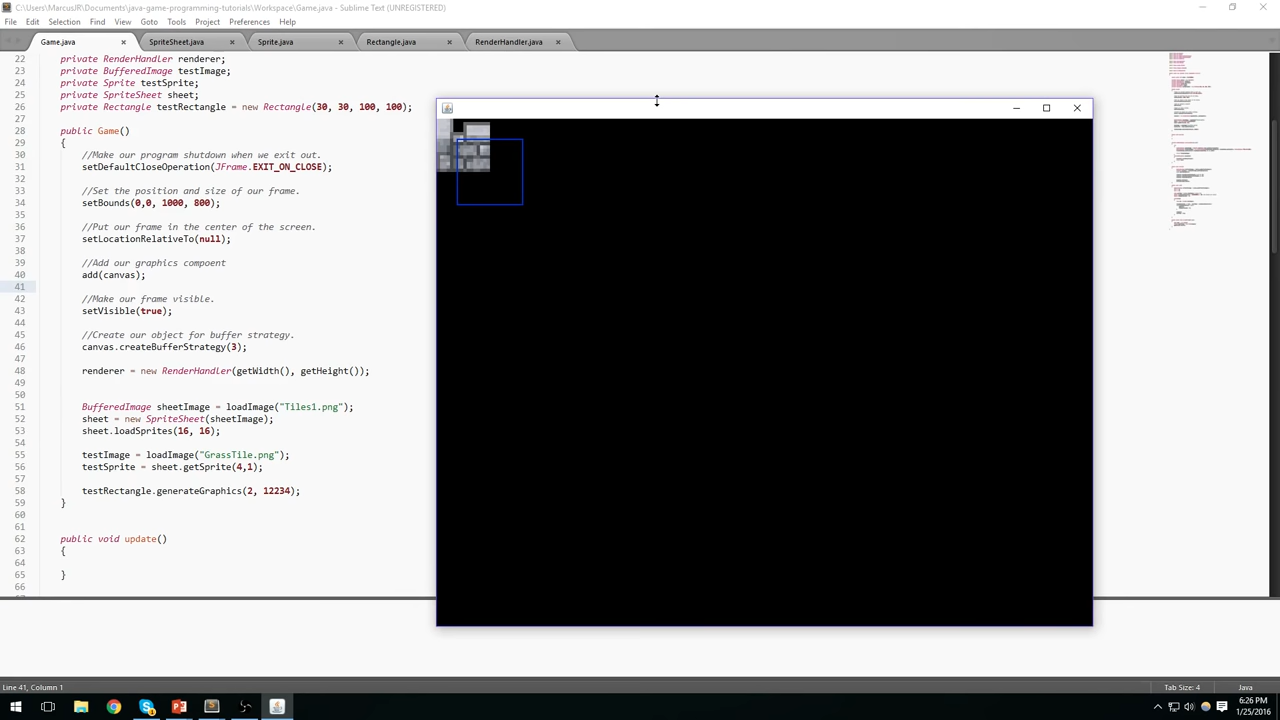 C:\Users\MarcusJR\Documents\java-game-programming-tutorials\Workspace\Game.java - Sublime Text (UNREGISTERED)
File Edit Selection Find View Goto Tools Project Preferences Help
Game.java SpriteSheet.java Sprite.java Rectangle.java RenderHandler.java
22 private RenderHandler renderer;
23 private BufferedImage testImage;
24 private Sprite testSprite;
25 private SpriteSheet sheet;
26 private Rectangle testRectangle = new Rectangle(30, 30, 100, 100);
27
28 public Game()
29 {
30 //Make our program shutdown when we exit out.
31 setDefaultCloseOperation(JFrame.EXIT_ON_CLOSE);
32
33 //Set the position and size of our frame.
34 setBounds(0,0, 1000, 800);
35
36 //Put our frame in the center of the screen.
37 setLocationRelativeTo(null);
38
39 //Add our graphics compoent
40 add(canvas);
41
42 //Make our frame visible.
43 setVisible(true);
44
45 //Create our object for buffer strategy.
46 canvas.createBufferStrategy(3);
47
48 renderer = new RenderHandler(getWidth(), getHeight());
49
50
51 BufferedImage sheetImage = loadImage("Tiles1.png");
52 sheet = new SpriteSheet(sheetImage);
53 sheet.loadSprites(16, 16);
54
55 testImage = loadImage("GrassTile.png");
56 testSprite = sheet.getSprite(4,1);
57
58 testRectangle.generateGraphics(2, 12234);
59 }
60
61
62 public void update()
63 {
64
65 }
66
Line 41, Column 1 Tab Size: 4 Java
6:26 PM
1/25/2016